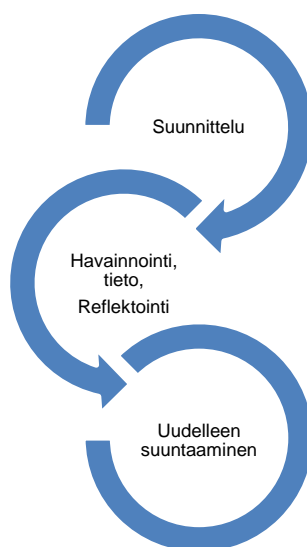 Suunnittelu
Havainnointi,
tieto,
Reflektointi
Uudelleen
suuntaaminen